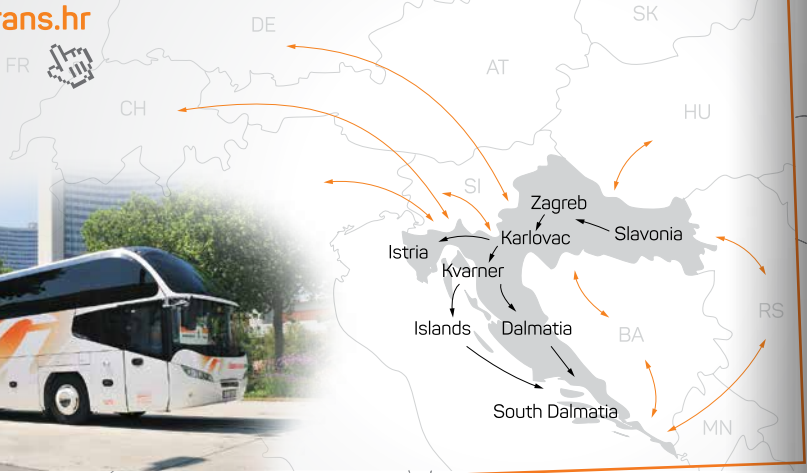 rans.hr
DE
SK
FR
AT
CH
HU
SI
Zagreb
Karlovac
Slavonia
Istria
Kvarner
RS
Islands
Dalmatia
BA
South Dalmatia
MN